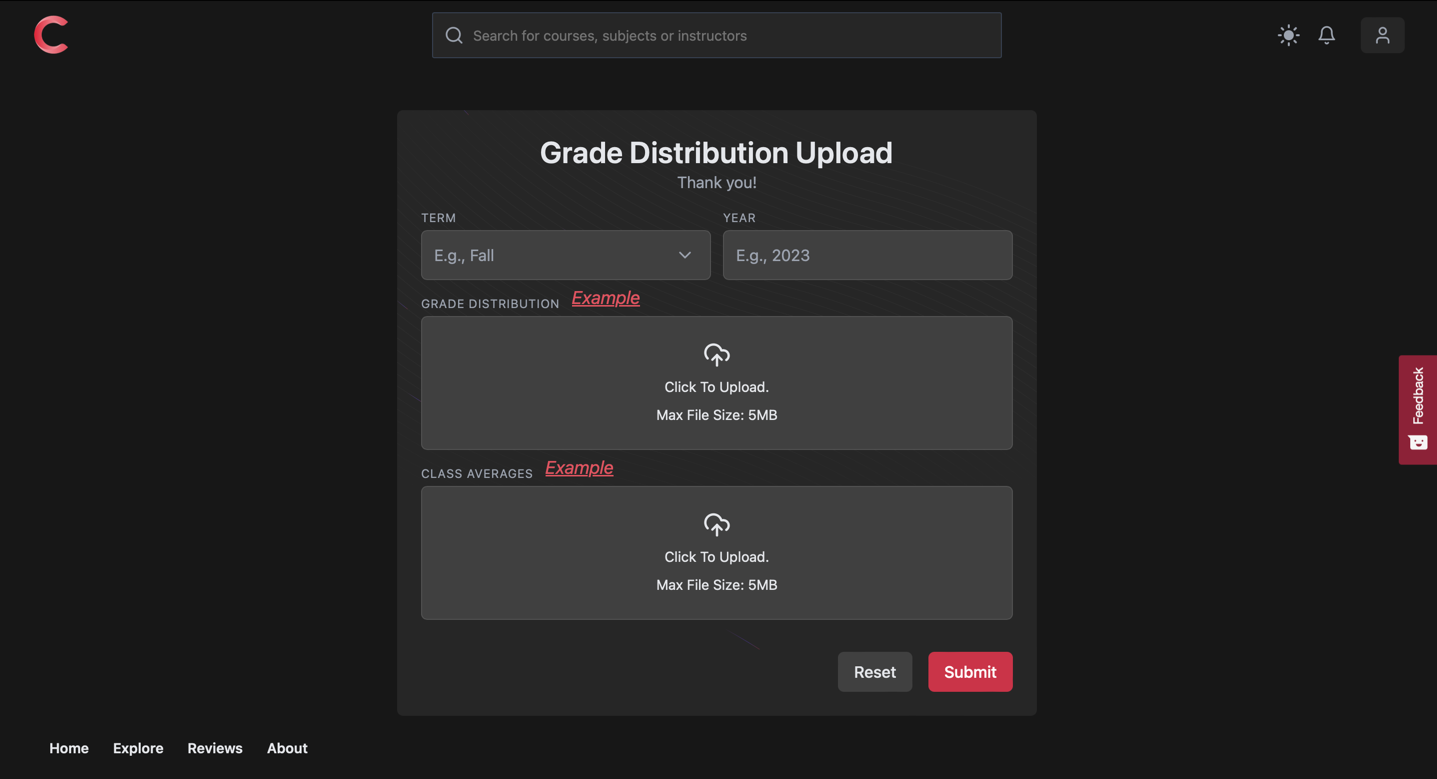 Search for courses, subjects or instructors
Grade Distribution Upload
Thank you!
TERM
YEAR
E.g., Fall
E.g., 2023
GRADE DISTRIBUTION
Example
Click To Upload.
Max File Size: 5MB
CLASS AVERAGES
Example
Click To Upload.
Max File Size: 5MB
Reset
Submit
Feedback
Home
Explore
Reviews
About